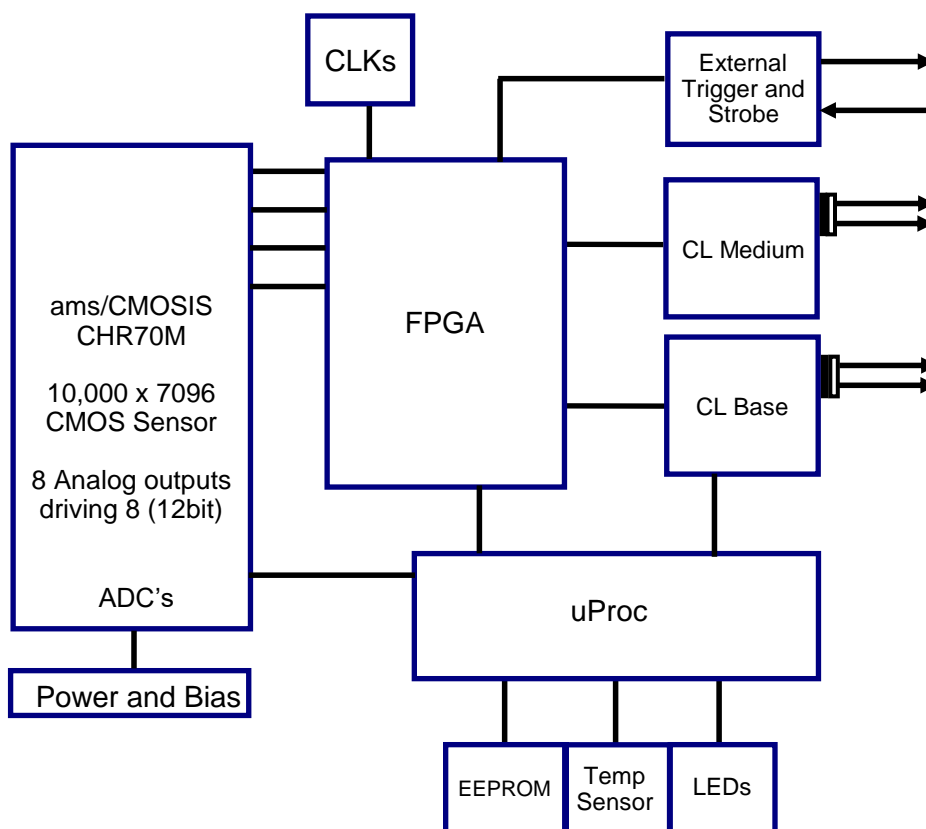 CLKs
External
Trigger and
Strobe
CL Medium
ams/CMOSIS
CHR70M
10,000 x 7096
CMOS Sensor
8 Analog outputs
driving 8 (12bit)
ADC's
FPGA
CL Base
uProc
Power and Bias
EEPROM
Temp
Sensor
LEDs